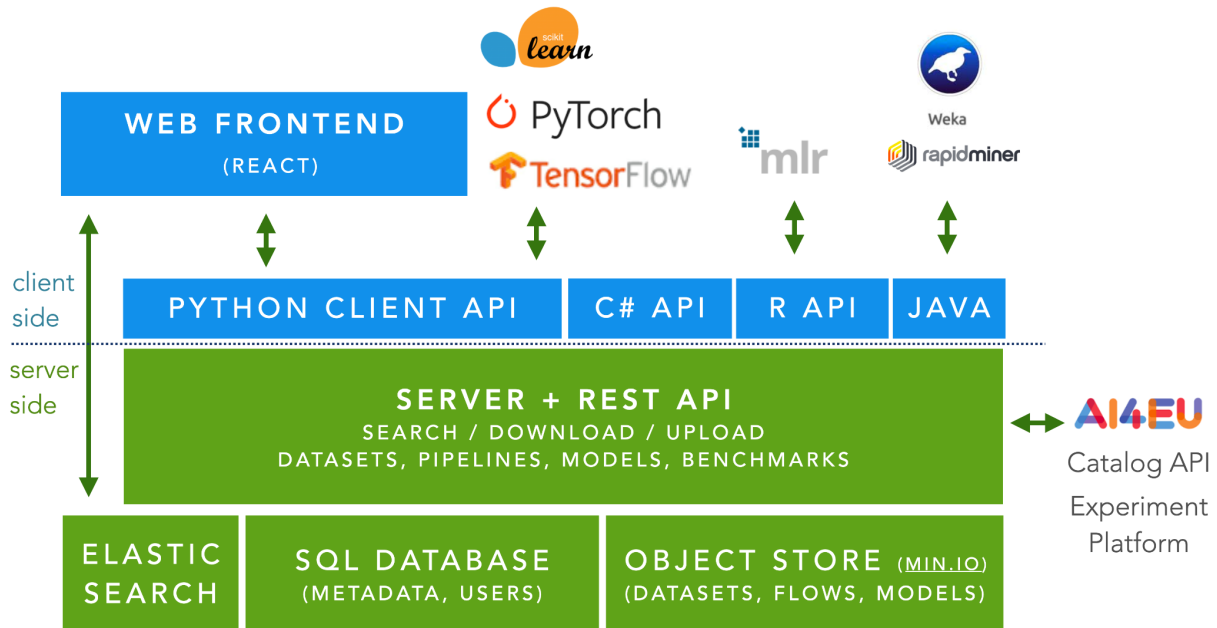 scikit
learn
WEB FRONTEND
(REACT)
PyTorch
TensorFlow
mlr
Weka
rapidminer
client
side
PYTHON CLIENT API
C# API
R API
JAVA
server
side
SERVER + REST API
SEARCH / DOWNLOAD / UPLOAD
DATASETS, PIPELINES, MODELS, BENCHMARKS
AI4EU
Catalog API
Experiment
Platform
ELASTIC
SEARCH
SQL DATABASE
(METADATA, USERS)
OBJECT STORE (MIN.IO)
(DATASETS, FLOWS, MODELS)